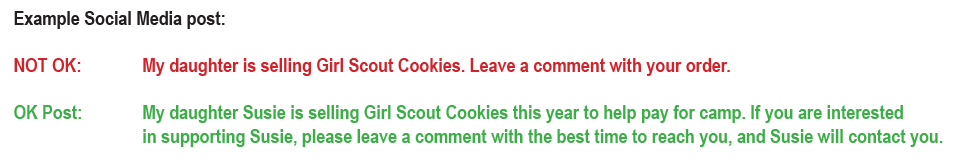 Example Social Media post:
NOT OK: My daughter is selling Girl Scout Cookies. Leave a comment with your order.
OK Post: My daughter Susie is selling Girl Scout Cookies this year to help pay for camp. If you are interested
in supporting Susie, please leave a comment with the best time to reach you, and Susie will contact you.